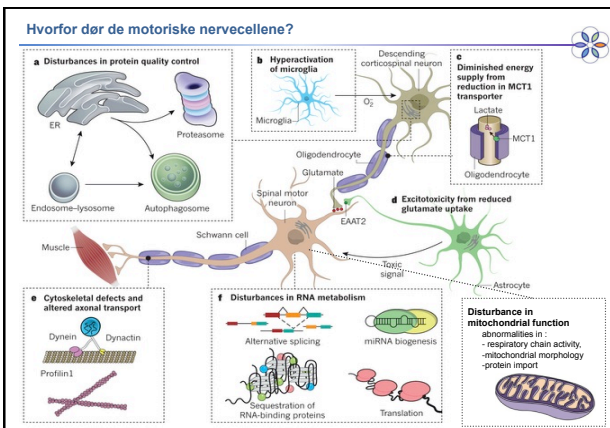 Hvorfor dør de motoriske nervecellene?
a Disturbances in protein quality control
ER
Proteasome
Endosome–lysosome
Autophagosome
b Hyperactivation
of microglia
Microglia
O₂⁻
Descending
corticospinal neuron
c
Diminished energy
supply from
reduction in MCT1
transporter
Lactate
MCT1
Oligodendrocyte
Oligodendrocyte
Glutamate
Spinal motor
neuron
EAAT2
d Excitotoxicity from reduced
glutamate uptake
Schwann cell
Muscle
Toxic
signal
Astrocyte
e Cytoskeletal defects and
altered axonal transport
Dynein
Dynactin
Profilin1
f Disturbances in RNA metabolism
Alternative splicing
miRNA biogenesis
Sequestration of
RNA-binding proteins
Translation
Disturbance in
mitochondrial function
abnormalities in :
- respiratory chain activity,
-mitochondrial morphology
-protein import